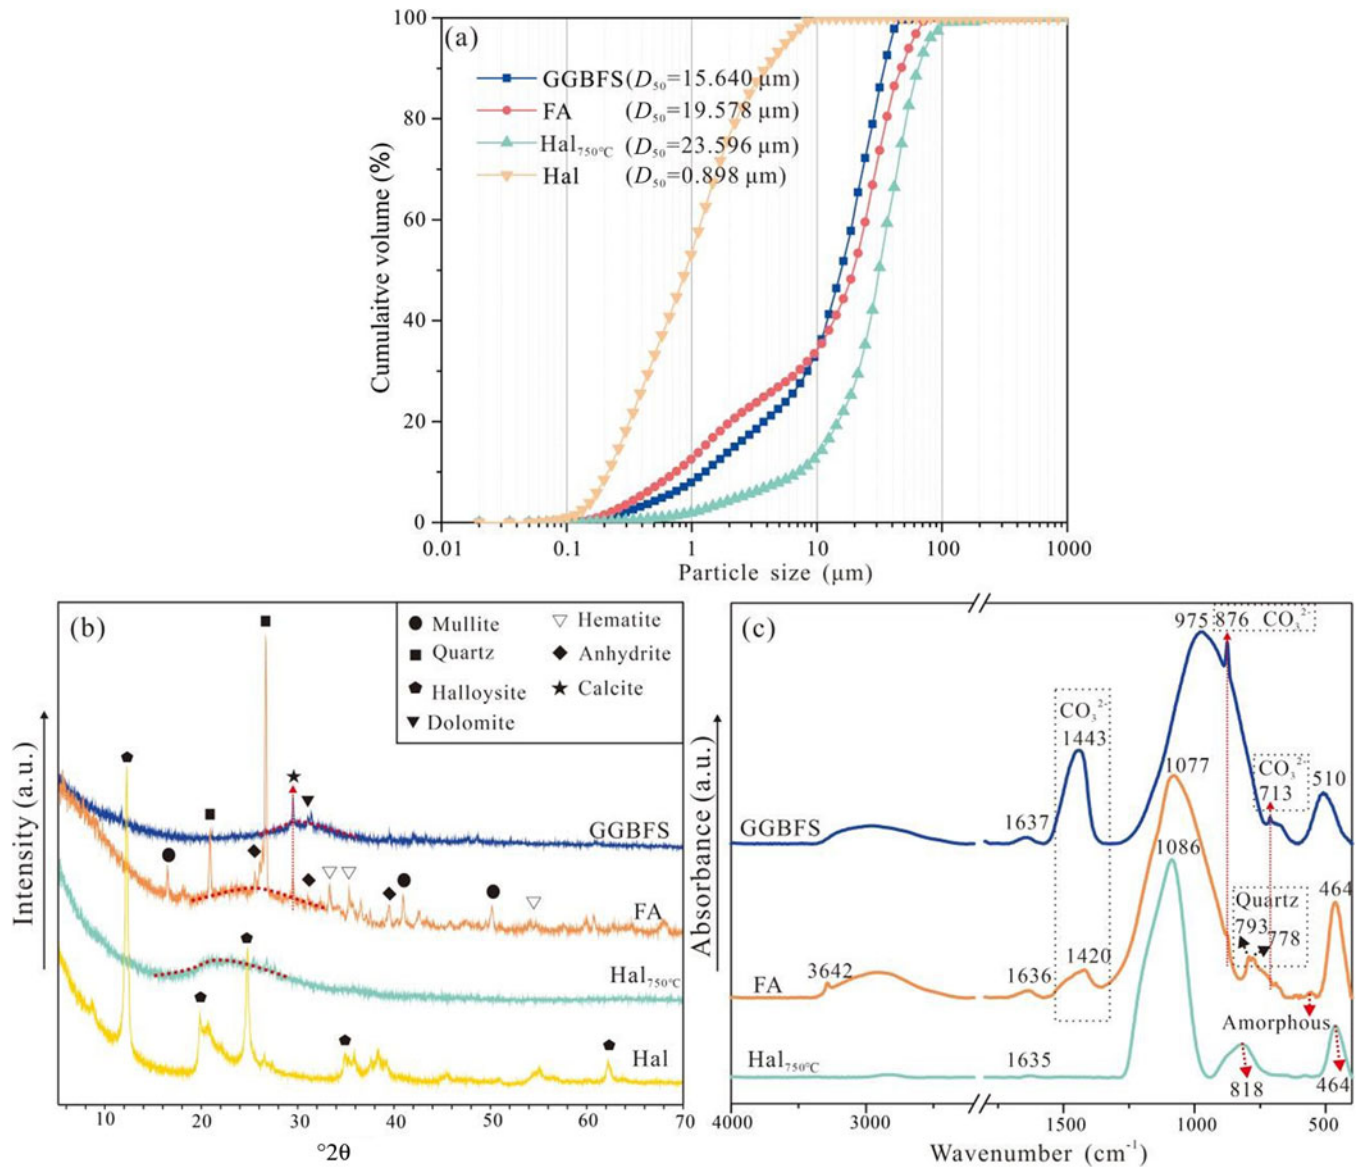 (a)
100
80
60
40
20
0
Cumulaitve volume (%)
GGBFS (D₅₀=15.640 μm)
FA (D₅₀=19.578 μm)
Hal₇₅₀℃ (D₅₀=23.596 μm)
Hal (D₅₀=0.898 μm)
0.01 0.1 1 10 100 1000
Particle size (μm)
(b)
Mullite
Quartz
Halloysite
Dolomite
Hematite
Anhydrite
Calcite
GGBFS
FA
Hal₇₅₀℃
Hal
Intensity (a.u.)
10 20 30 40 50 60 70
°2θ
(c)
975 876 CO₃²⁻
CO₃²⁻
1443
1077
CO₃²⁻
713
510
GGBFS
1637
1086
Quartz
793
778
464
3642
1636
1420
FA
Amorphous
Hal₇₅₀℃
1635
818
464
Absorbance (a.u.)
4000 3000 1500 1000 500
Wavenumber (cm⁻¹)